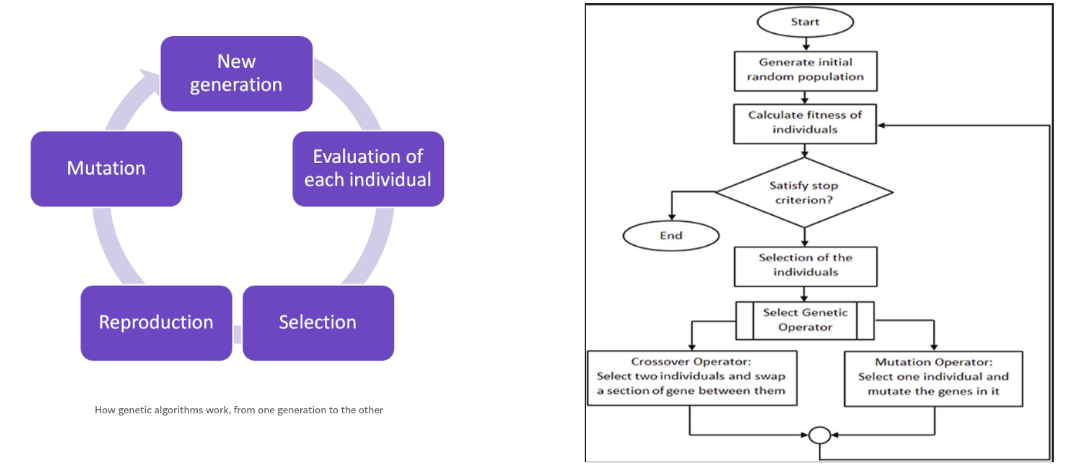 New
generation
Evaluation of
each individual
Selection
Reproduction
Mutation
How genetic algorithms work, from one generation to the other
Start
Generate initial
random population
Calculate fitness of
individuals
Satisfy stop
criterion?
End
Selection of the
individuals
Select Genetic
Operator
Crossover Operator:
Select two individuals and swap
a section of gene between them
Mutation Operator:
Select one individual and
mutate the genes in it